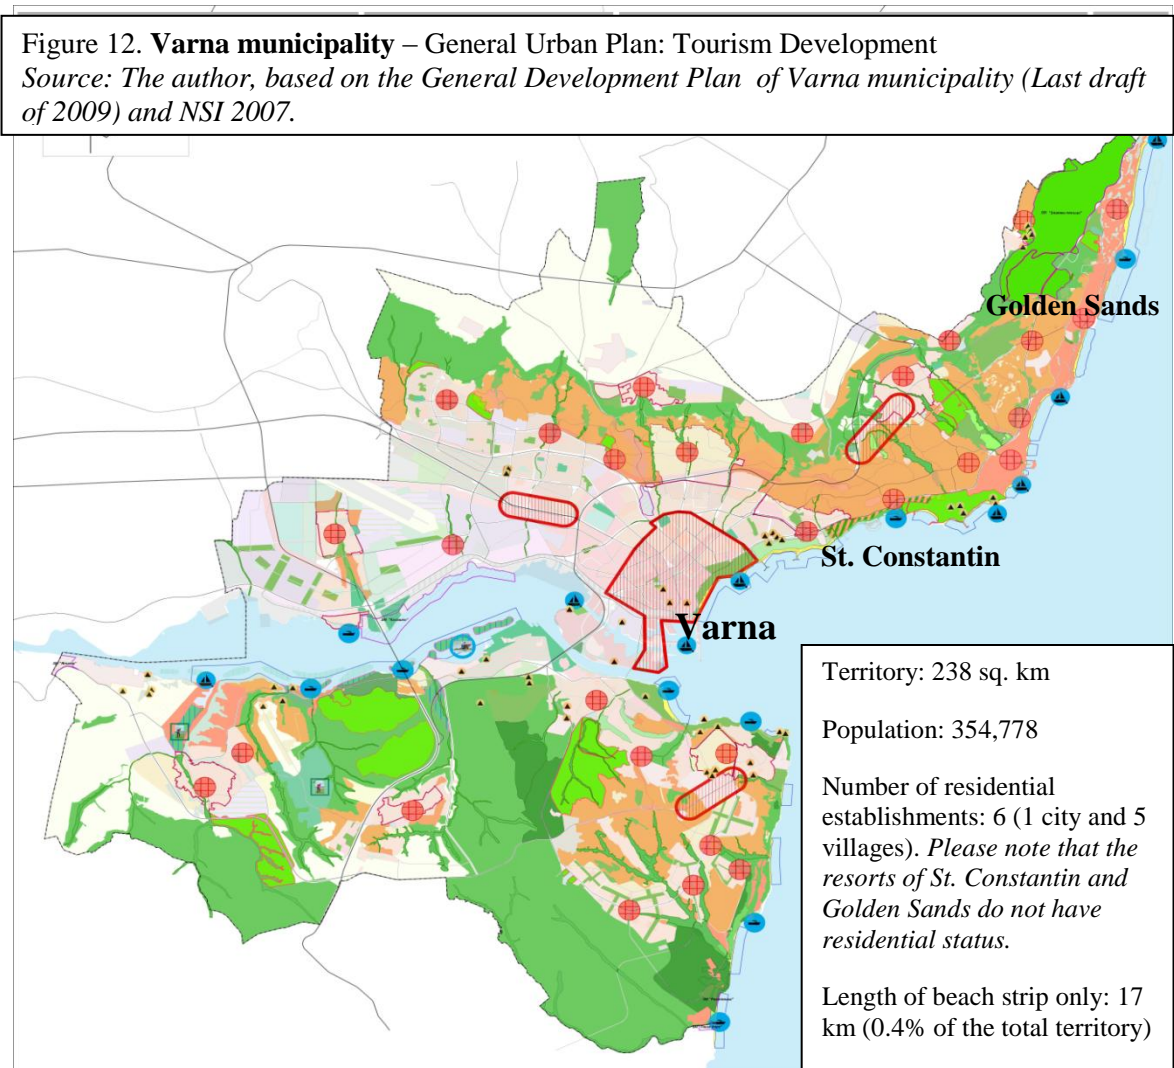 Figure 12. Varna municipality – General Urban Plan: Tourism Development
Source: The author, based on the General Development Plan of Varna municipality (Last draft
of 2009) and NSI 2007.
Golden Sands
St. Constantin
Varna
Territory: 238 sq. km
Population: 354,778
Number of residential
establishments: 6 (1 city and 5
villages). Please note that the
resorts of St. Constantin and
Golden Sands do not have
residential status.
Length of beach strip only: 17
km (0.4% of the total territory)